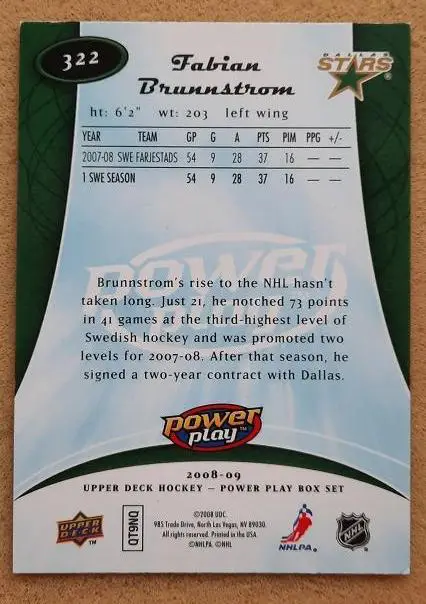 322
Fabian
Brunnstrom
DALLAS
STARS
ht: 6'2" wt: 203 left wing
YEAR TEAM GP G A PTS PIM PPG +/-
2007-08 SWE FARJESTADS 54 9 28 37 16 — —
1 SWE SEASON 54 9 28 37 16 — —
Power
Brunnstrom's rise to the NHL hasn't
taken long. Just 21, he notched 73 points
in 41 games at the third-highest level of
Swedish hockey and was promoted two
levels for 2007-08. After that season, he
signed a two-year contract with Dallas.
power
play™
2008-09
UPPER DECK HOCKEY – POWER PLAY BOX SET
UPPER
DECK
™
QT9NQ
©2008 UDC.
985 Trade Drive, North Las Vegas, NV 89030.
All rights reserved. Printed in the USA.
©NHLPA. ©NHL
NHLPA
NHL